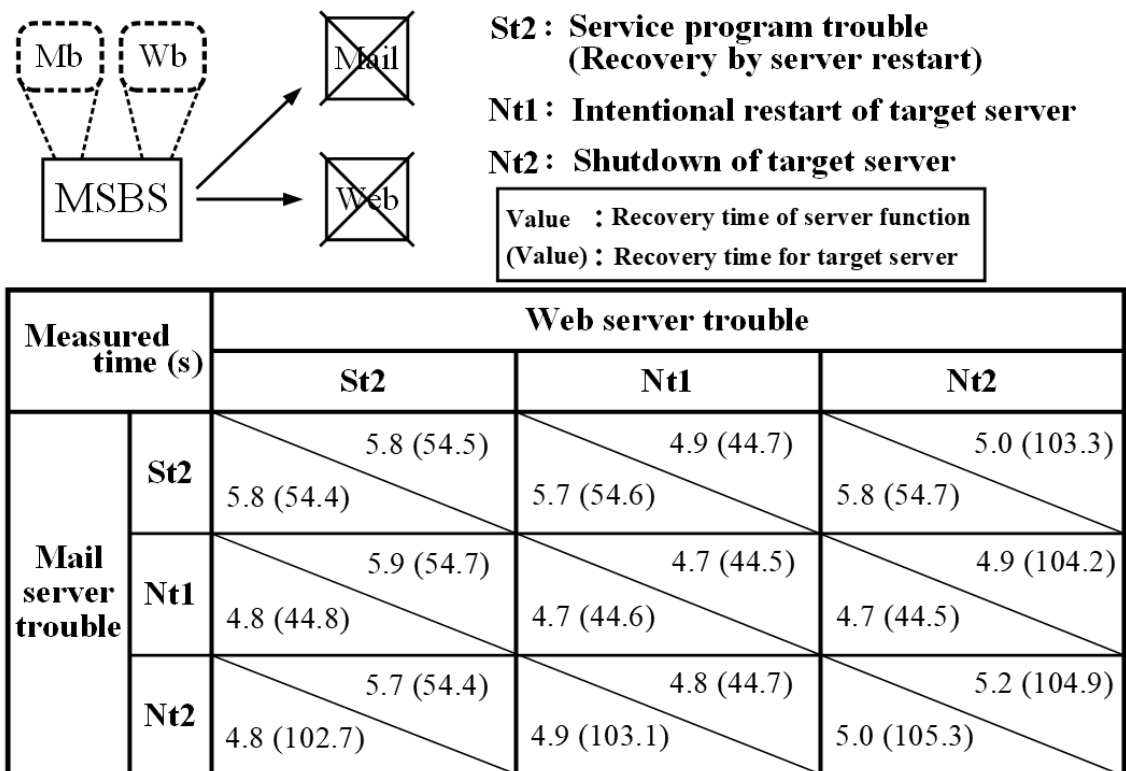 Mb
Wb
MSBS
Mail
Web
St2 : Service program trouble
(Recovery by server restart)
Nt1 : Intentional restart of target server
Nt2 : Shutdown of target server
Value : Recovery time of server function
(Value) : Recovery time for target server
Measured
time (s)
Web server trouble
St2 Nt1 Nt2
Mail
server
trouble
St2
5.8 (54.5) 4.9 (44.7) 5.0 (103.3)
5.8 (54.4) 5.7 (54.6) 5.8 (54.7)
Nt1
5.9 (54.7) 4.7 (44.5) 4.9 (104.2)
4.8 (44.8) 4.7 (44.6) 4.7 (44.5)
Nt2
5.7 (54.4) 4.8 (44.7) 5.2 (104.9)
4.8 (102.7) 4.9 (103.1) 5.0 (105.3)